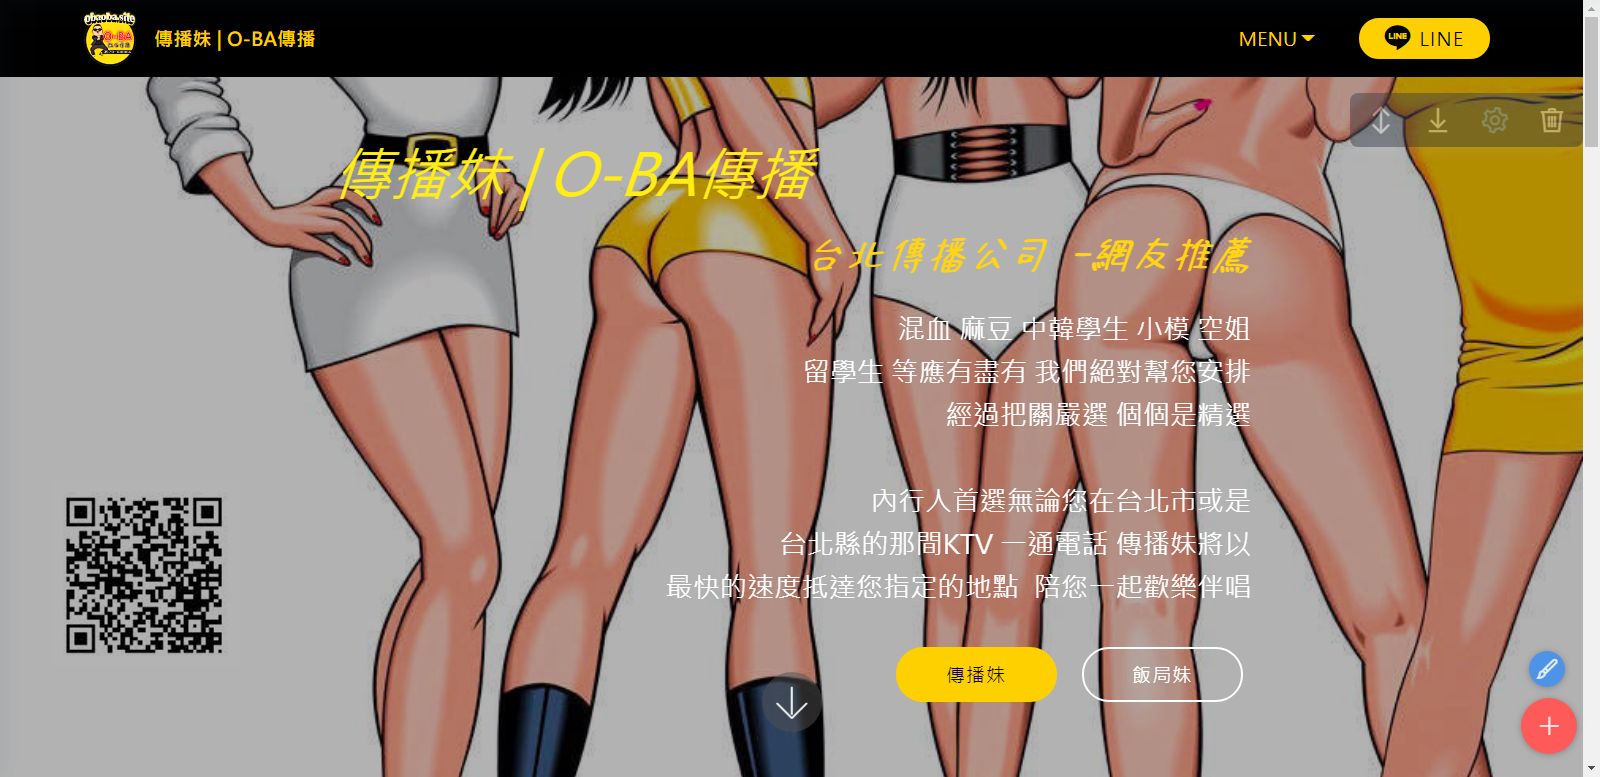 obaoba.site
O-BA
傳播妹 | O-BA傳播
MENU
LINE
LINE
傳播妹 | O-BA傳播
台北傳播公司 -網友推薦
混血 麻豆 中韓學生 小模 空姐
留學生 等應有盡有 我們絕對幫您安排
經過把關嚴選 個個是精選
內行人首選無論您在台北市或是
台北縣的那間KTV 一通電話 傳播妹將以
最快的速度抵達您指定的地點 陪您一起歡樂伴唱
傳播妹
飯局妹